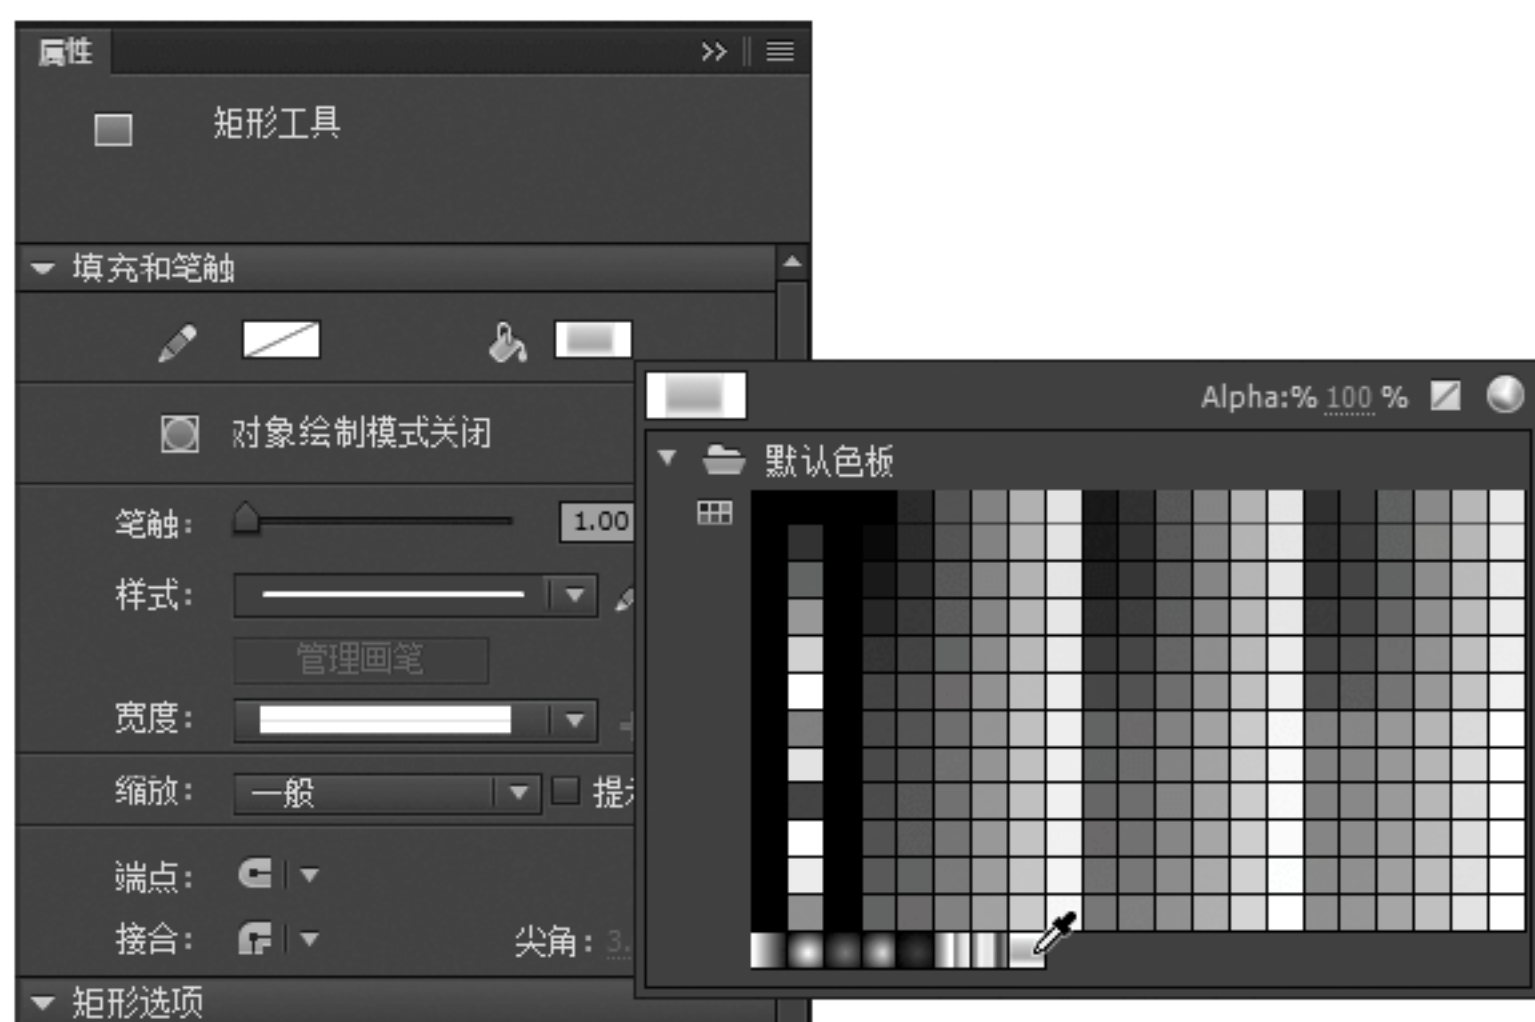 属性
矩形工具
填充和笔触
对象绘制模式关闭
笔触: 1.00
样式:
管理画笔
宽度:
缩放: 一般 提
端点:
接合: 尖角: 3.
矩形选项
Alpha:% 100 %
默认色板